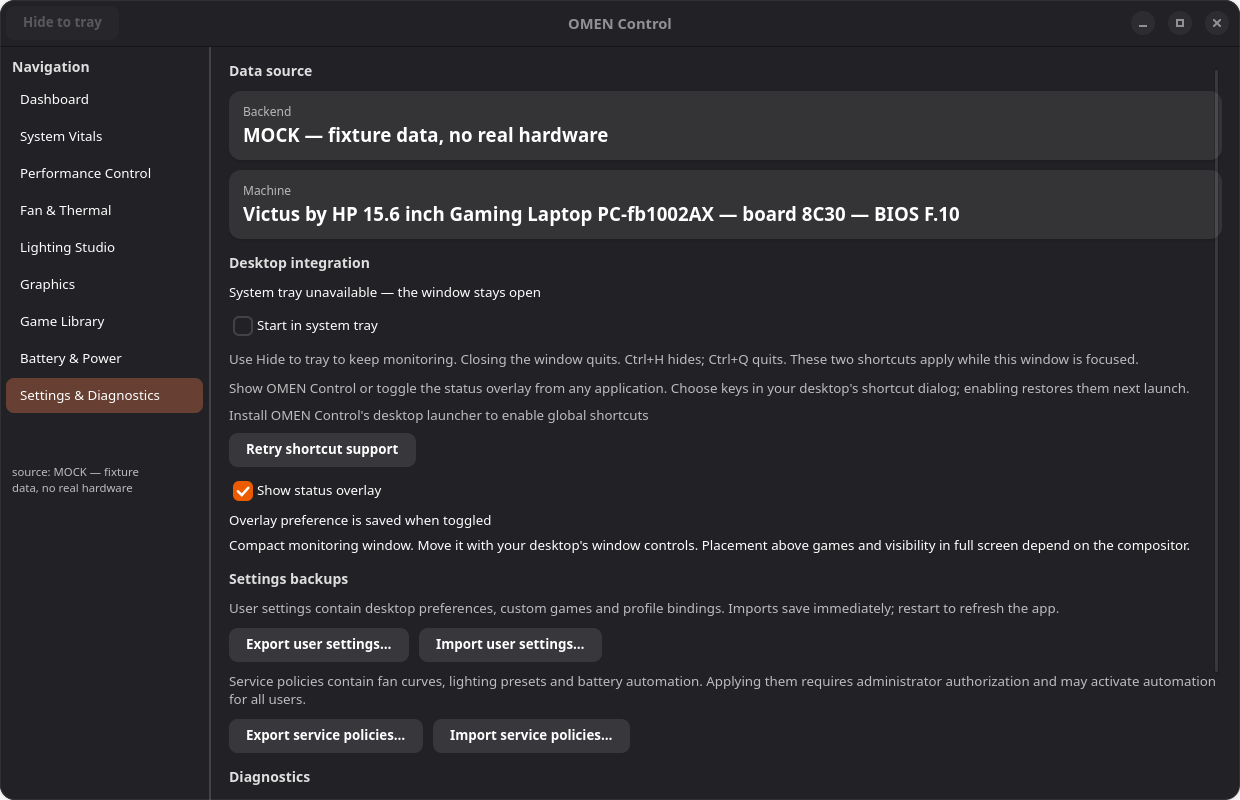 Hide to tray
OMEN Control
Navigation
Dashboard
System Vitals
Performance Control
Fan & Thermal
Lighting Studio
Graphics
Game Library
Battery & Power
Settings & Diagnostics
source: MOCK — fixture
data, no real hardware
Data source
Backend
MOCK — fixture data, no real hardware
Machine
Victus by HP 15.6 inch Gaming Laptop PC-fb1002AX — board 8C30 — BIOS F.10
Desktop integration
System tray unavailable — the window stays open
Start in system tray
Use Hide to tray to keep monitoring. Closing the window quits. Ctrl+H hides; Ctrl+Q quits. These two shortcuts apply while this window is focused.
Show OMEN Control or toggle the status overlay from any application. Choose keys in your desktop's shortcut dialog; enabling restores them next launch.
Install OMEN Control's desktop launcher to enable global shortcuts
Retry shortcut support
Show status overlay
Overlay preference is saved when toggled
Compact monitoring window. Move it with your desktop's window controls. Placement above games and visibility in full screen depend on the compositor.
Settings backups
User settings contain desktop preferences, custom games and profile bindings. Imports save immediately; restart to refresh the app.
Export user settings...
Import user settings...
Service policies contain fan curves, lighting presets and battery automation. Applying them requires administrator authorization and may activate automation
for all users.
Export service policies...
Import service policies...
Diagnostics